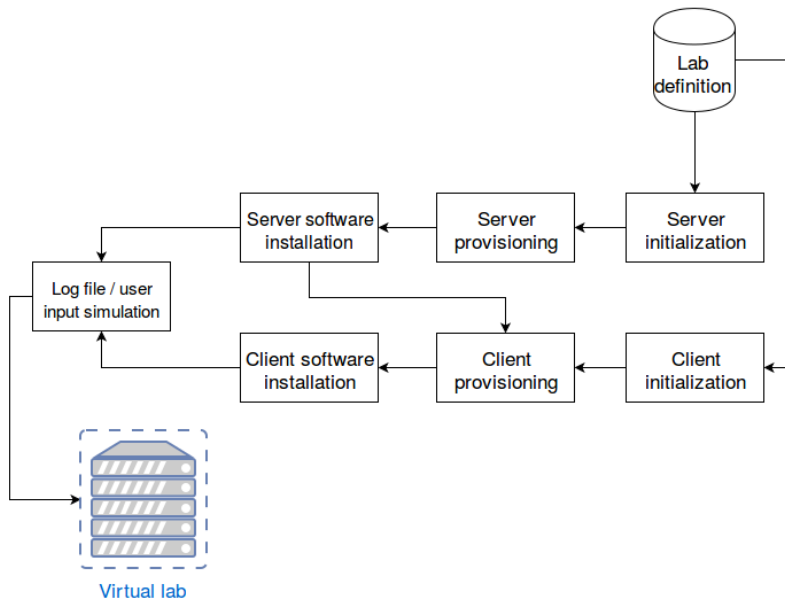 Lab
definition
Server software
installation
Server
provisioning
Server
initialization
Log file / user
input simulation
Client software
installation
Client
provisioning
Client
initialization
Virtual lab